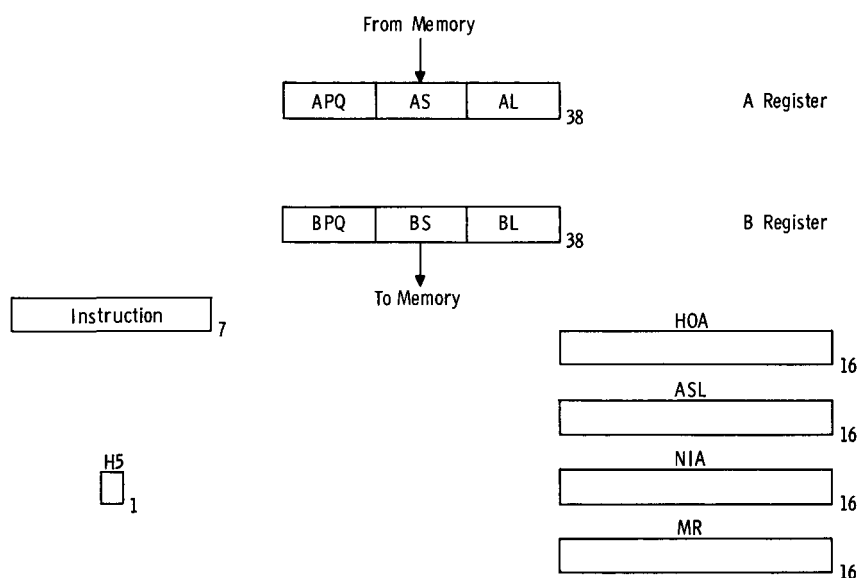 From Memory
APQ AS AL 38 A Register
BPQ BS BL 38 B Register
To Memory
Instruction 7
HOA
16
ASL
16
H5
1
NIA
16
MR
16